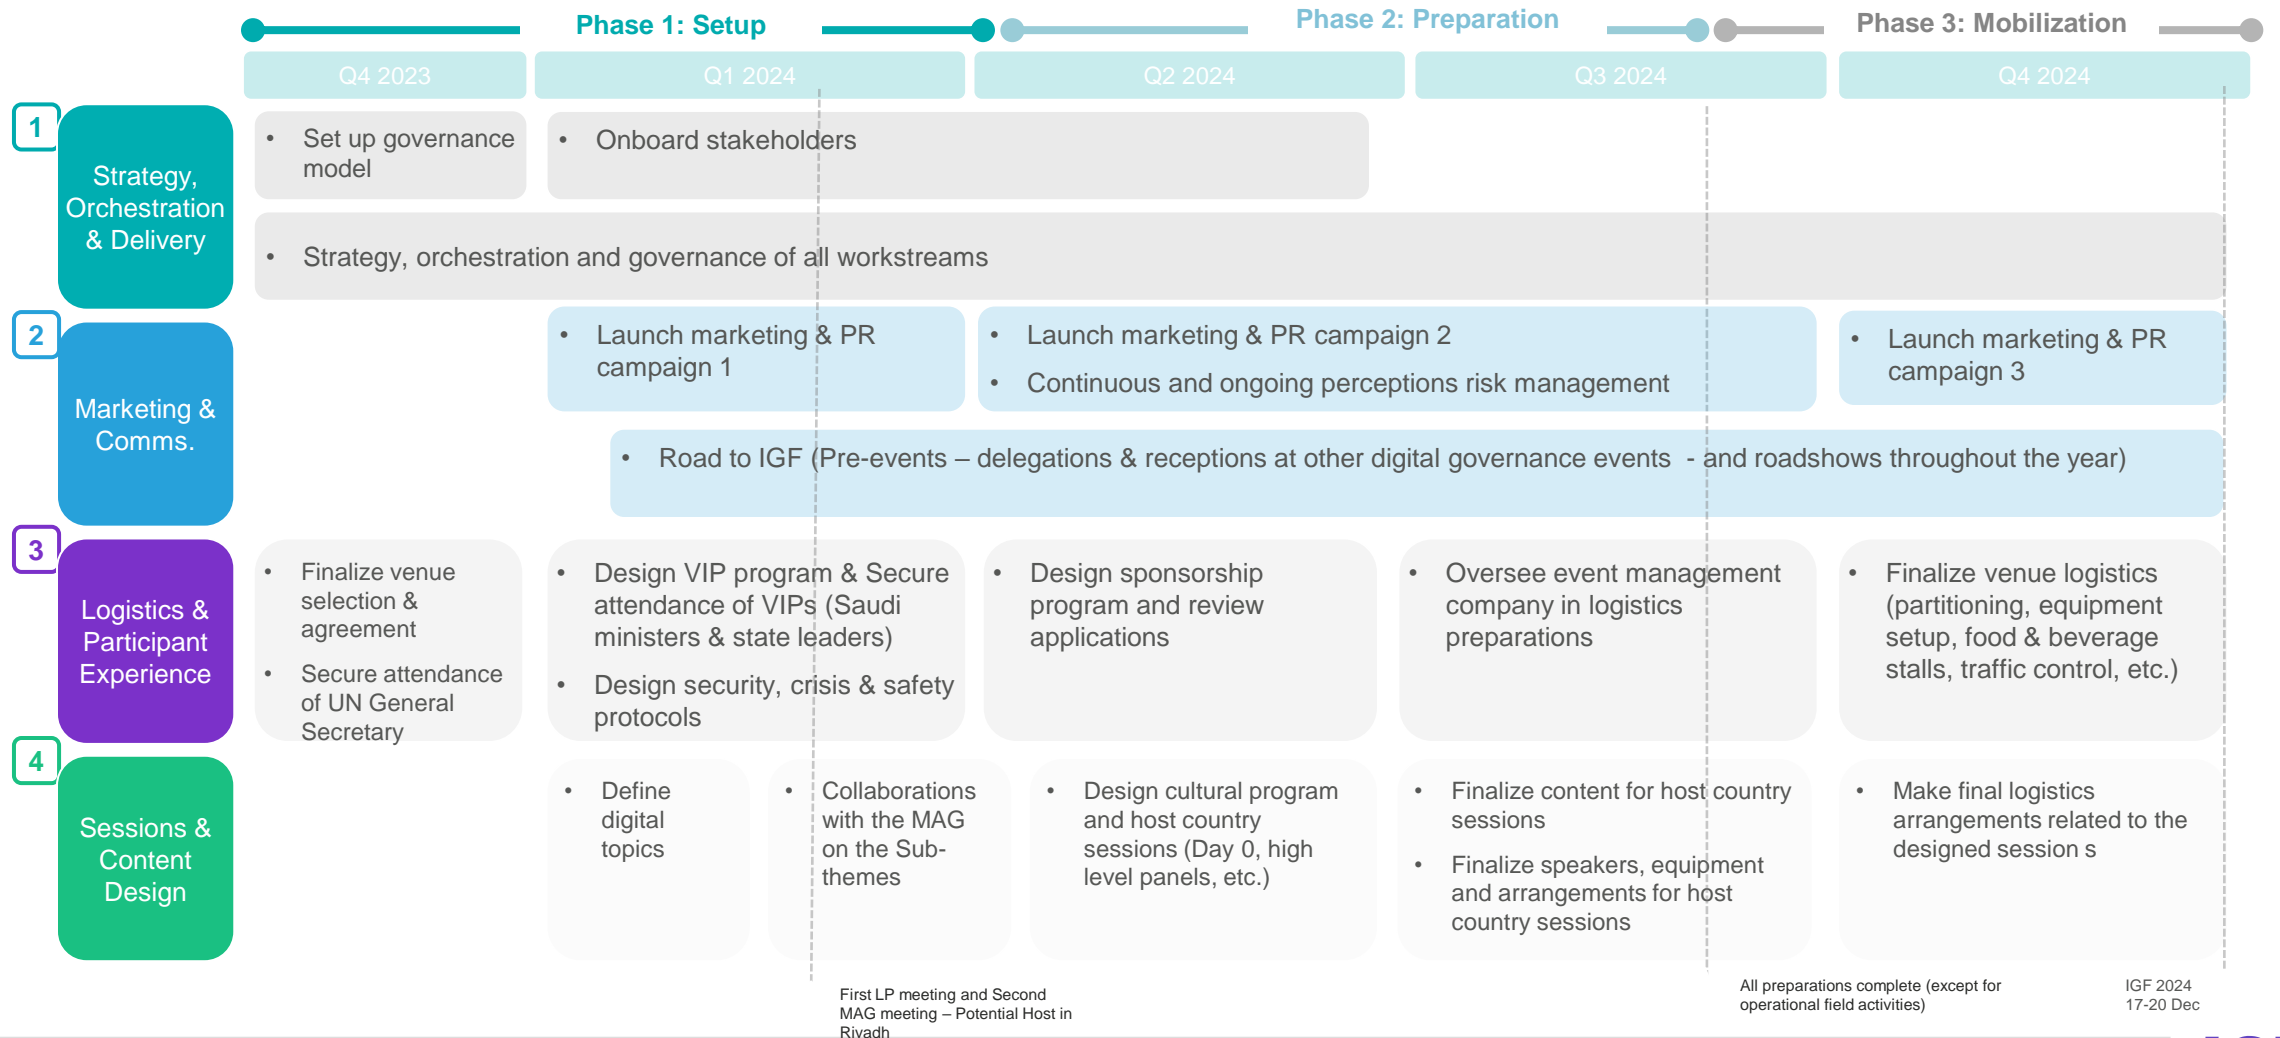 Phase 1: Setup
Phase 2: Preparation
Phase 3: Mobilization
Q4 2023
Q1 2024
Q2 2024
Q3 2024
Q4 2024
1
Strategy,
Orchestration
& Delivery
• Set up governance
model
• Onboard stakeholders
• Strategy, orchestration and governance of all workstreams
2
Marketing &
Comms.
• Launch marketing & PR
campaign 1
• Launch marketing & PR campaign 2
• Continuous and ongoing perceptions risk management
• Launch marketing & PR
campaign 3
• Road to IGF (Pre-events – delegations & receptions at other digital governance events  - and roadshows throughout the year)
3
Logistics &
Participant
Experience
• Finalize venue
selection &
agreement
• Secure attendance
of UN General
Secretary
• Design VIP program & Secure
attendance of VIPs (Saudi
ministers & state leaders)
• Design security, crisis & safety
protocols
• Design sponsorship
program and review
applications
• Oversee event management
company in logistics
preparations
• Finalize venue logistics
(partitioning, equipment
setup, food & beverage
stalls, traffic control, etc.)
4
Sessions &
Content
Design
• Define
digital
topics
• Collaborations
with the MAG
on the Sub-
themes
• Design cultural program
and host country
sessions (Day 0, high
level panels, etc.)
• Finalize content for host country
sessions
• Finalize speakers, equipment
and arrangements for host
country sessions
• Make final logistics
arrangements related to the
designed session s
First LP meeting and Second
MAG meeting – Potential Host in
Riyadh
All preparations complete (except for
operational field activities)
IGF 2024
17-20 Dec